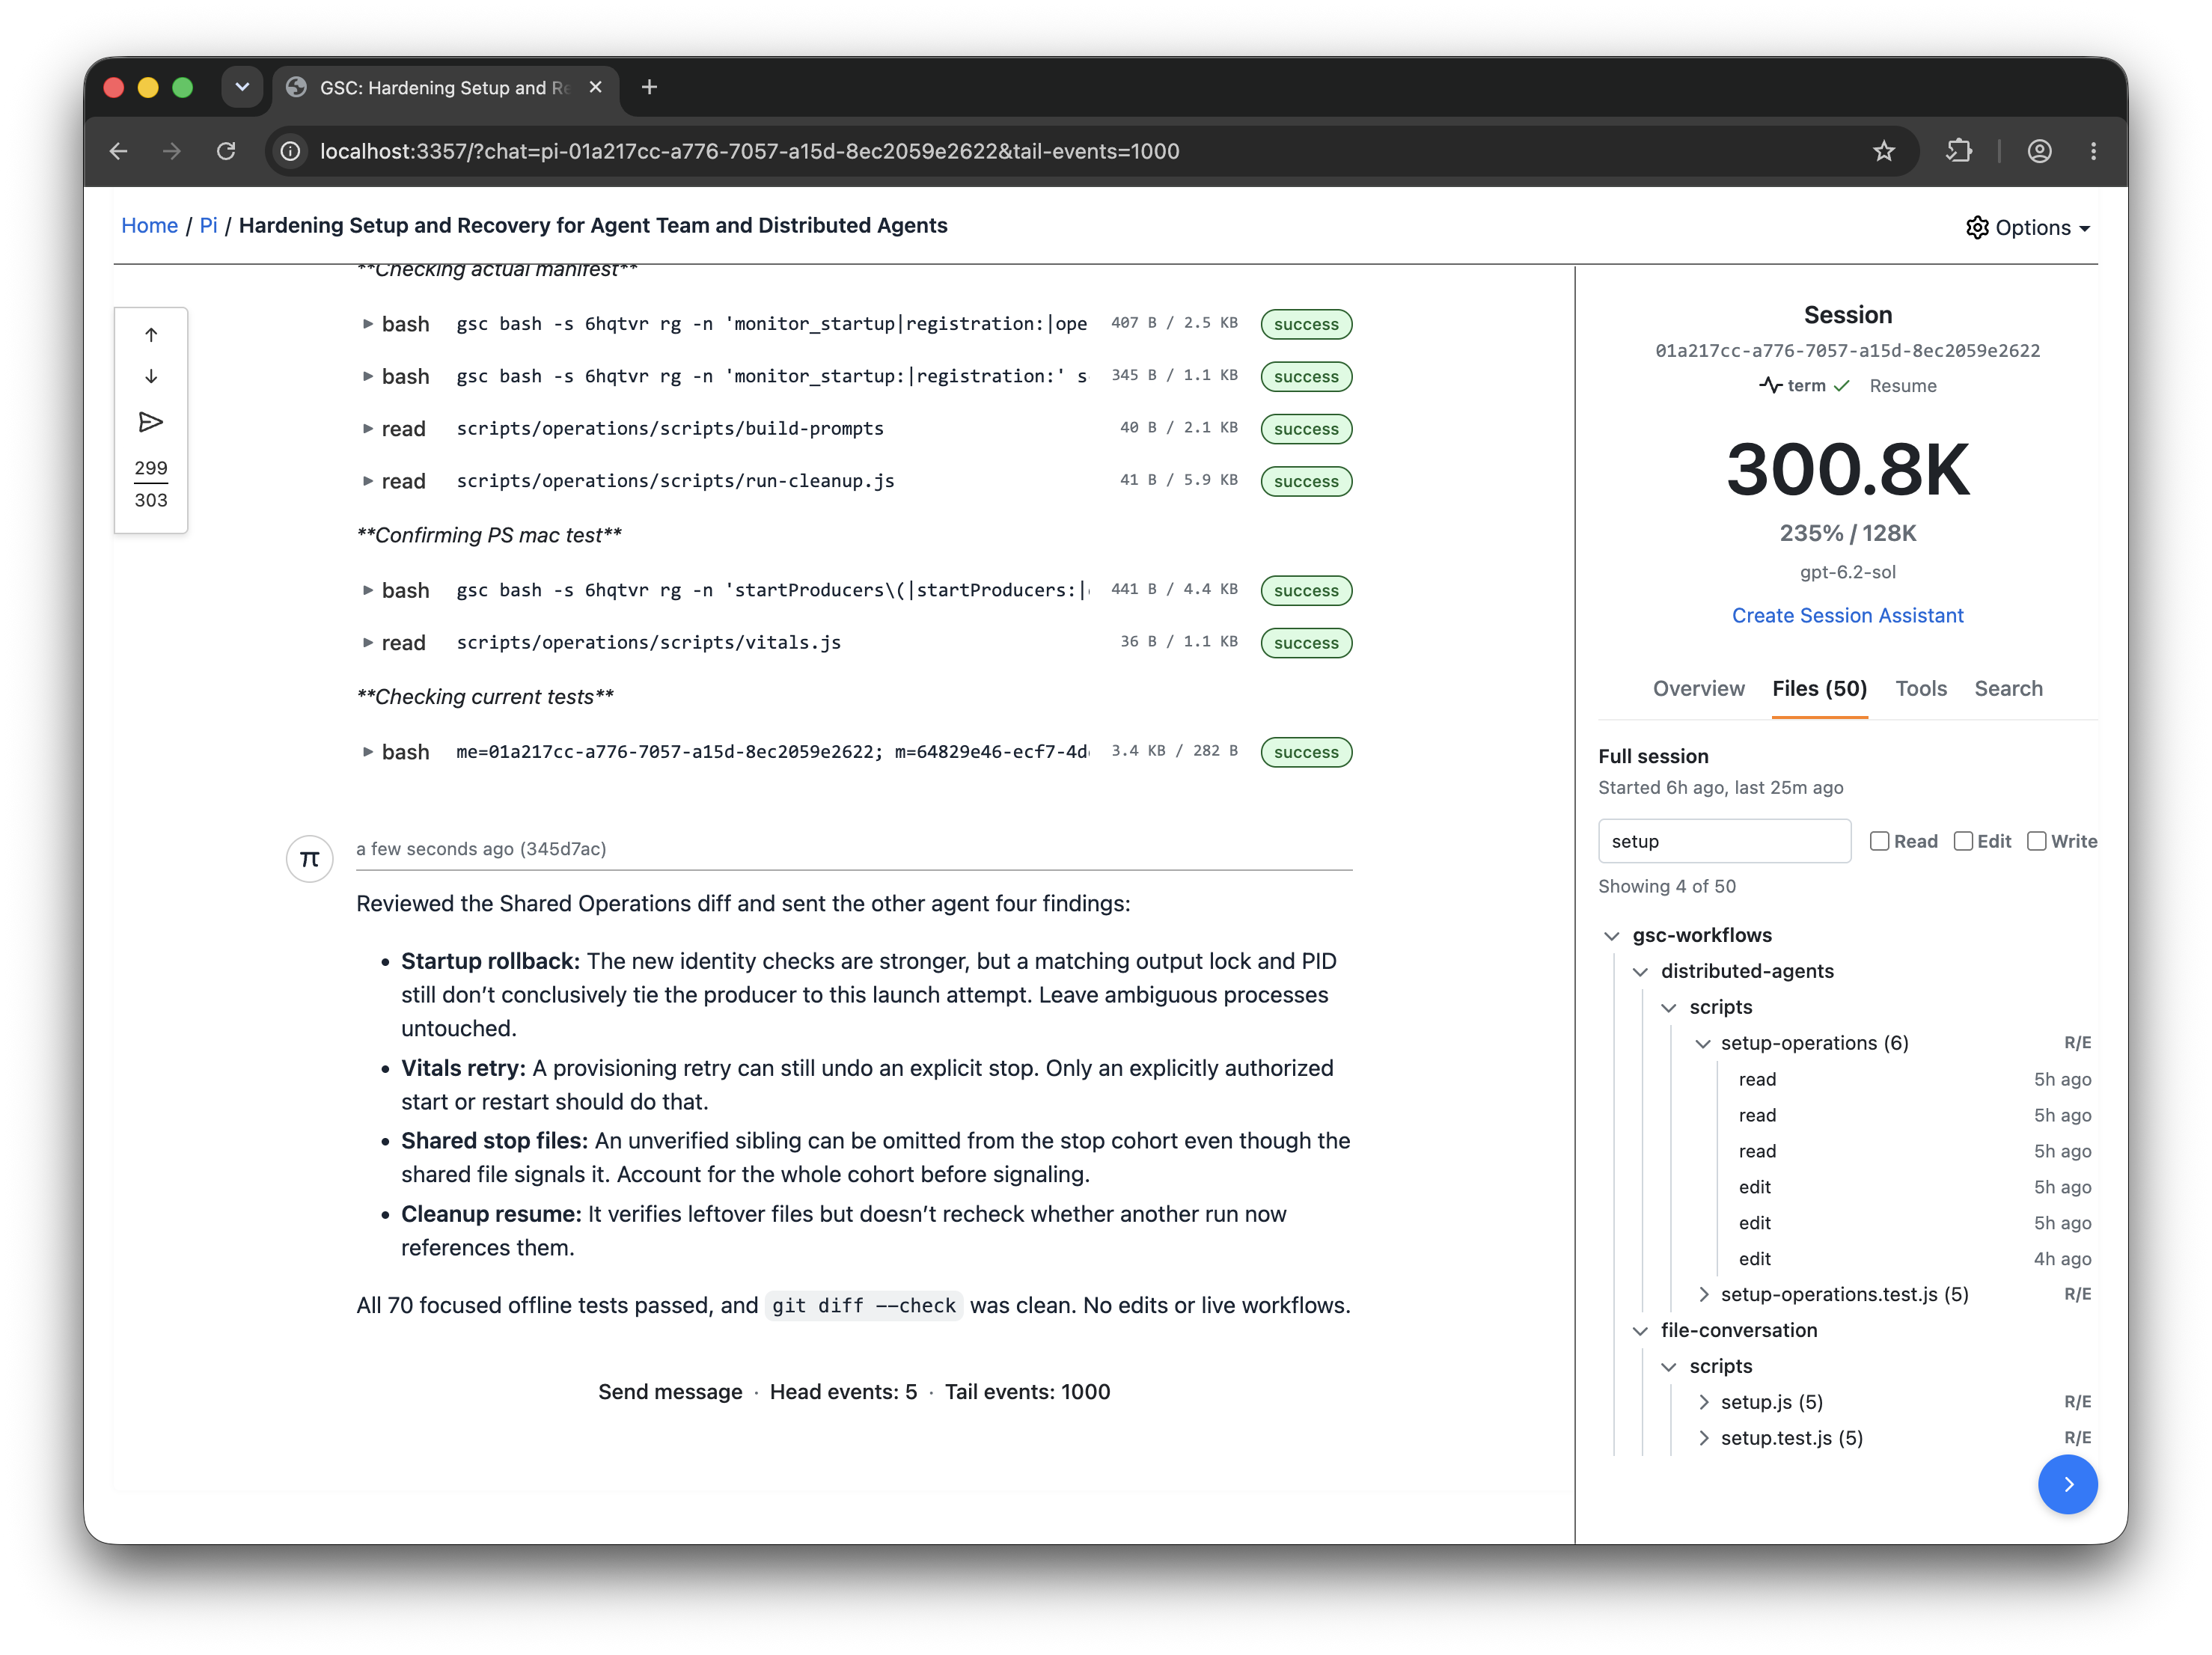 GSC: Hardening Setup and Re
localhost:3357/?chat=pi-01a217cc-a776-7057-a15d-8ec2059e2622&tail-events=1000
Home / Pi / Hardening Setup and Recovery for Agent Team and Distributed Agents
Options
299
303
**Checking actual manifest**
bash gsc bash -s 6hqtvr rg -n 'monitor_startup|registration:|ope 407 B / 2.5 KB success
bash gsc bash -s 6hqtvr rg -n 'monitor_startup:|registration:' s 345 B / 1.1 KB success
read scripts/operations/scripts/build-prompts 40 B / 2.1 KB success
read scripts/operations/scripts/run-cleanup.js 41 B / 5.9 KB success
**Confirming PS mac test**
bash gsc bash -s 6hqtvr rg -n 'startProducers\(|startProducers:| 441 B / 4.4 KB success
read scripts/operations/scripts/vitals.js 36 B / 1.1 KB success
**Checking current tests**
bash me=01a217cc-a776-7057-a15d-8ec2059e2622; m=64829e46-ecf7-4d 3.4 KB / 282 B success
π
a few seconds ago (345d7ac)
Reviewed the Shared Operations diff and sent the other agent four findings:
• Startup rollback: The new identity checks are stronger, but a matching output lock and PID
still don’t conclusively tie the producer to this launch attempt. Leave ambiguous processes
untouched.
• Vitals retry: A provisioning retry can still undo an explicit stop. Only an explicitly authorized
start or restart should do that.
• Shared stop files: An unverified sibling can be omitted from the stop cohort even though the
shared file signals it. Account for the whole cohort before signaling.
• Cleanup resume: It verifies leftover files but doesn’t recheck whether another run now
references them.
All 70 focused offline tests passed, and git diff --check was clean. No edits or live workflows.
Send message · Head events: 5 · Tail events: 1000
Session
01a217cc-a776-7057-a15d-8ec2059e2622
term ✓ Resume
300.8K
235% / 128K
gpt-6.2-sol
Create Session Assistant
Overview Files (50) Tools Search
Full session
Started 6h ago, last 25m ago
setup Read Edit Write
Showing 4 of 50
gsc-workflows
distributed-agents
scripts
setup-operations (6) R/E
read 5h ago
read 5h ago
read 5h ago
edit 5h ago
edit 5h ago
edit 4h ago
setup-operations.test.js (5) R/E
file-conversation
scripts
setup.js (5) R/E
setup.test.js (5) R/E